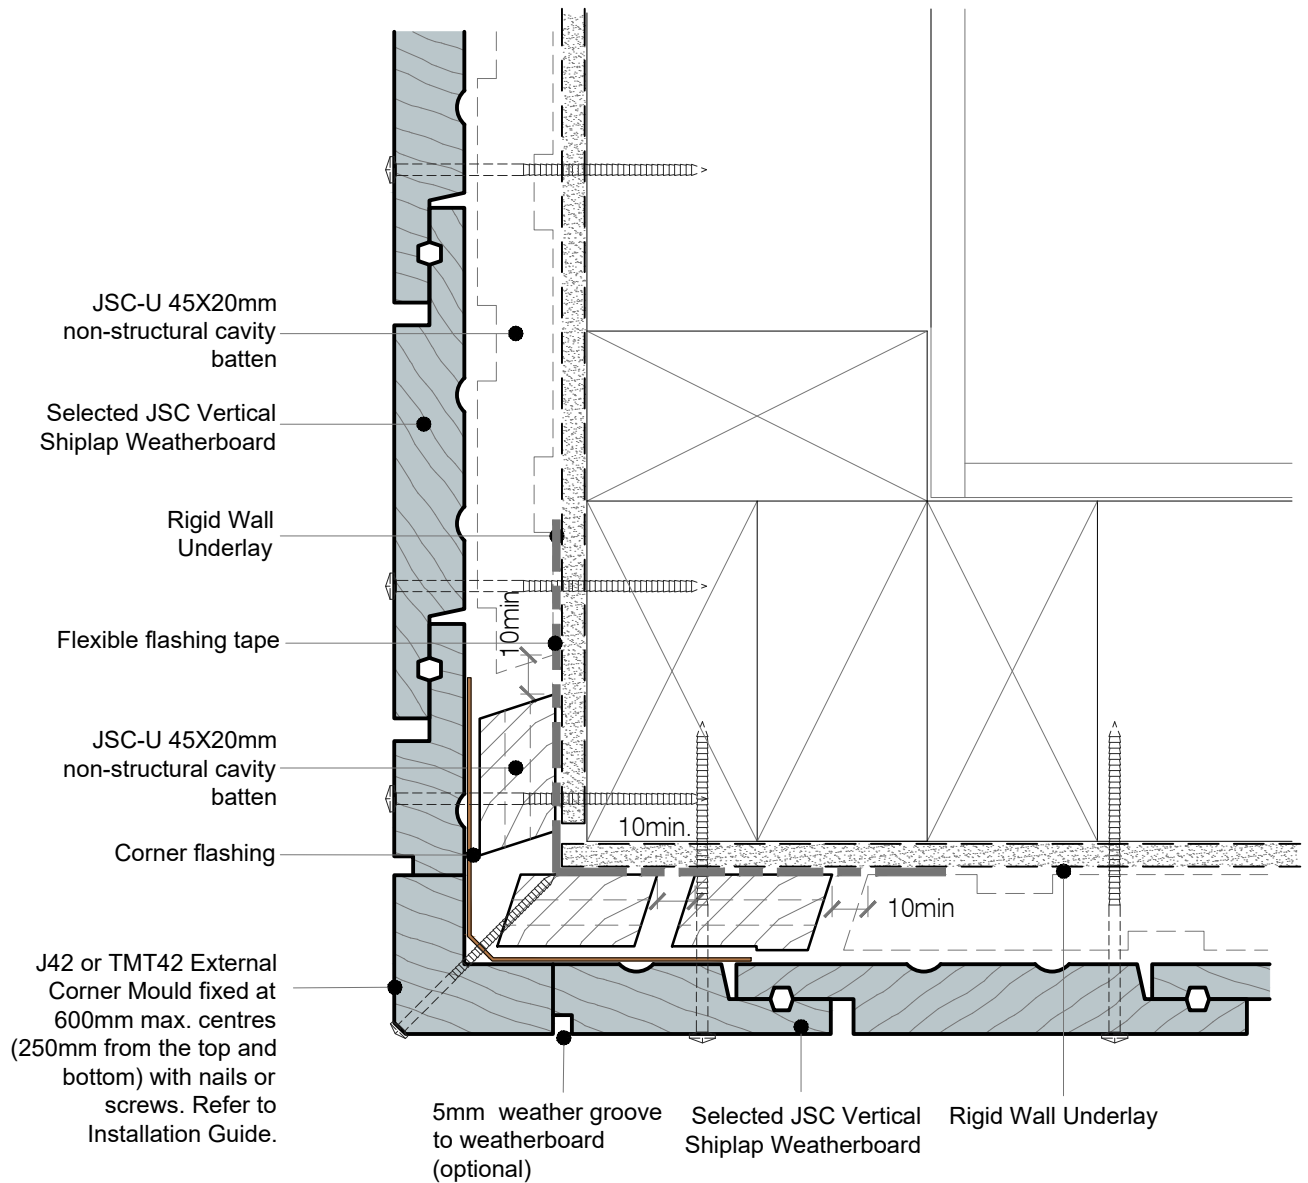 JSC-U 45X20mm
non-structural cavity
batten
Selected JSC Vertical
Shiplap Weatherboard
Rigid Wall
Underlay
10min
Flexible flashing tape
JSC-U 45X20mm
non-structural cavity
batten
10min.
Corner flashing
10min
J42 or TMT42 External
Corner Mould fixed at
600mm max. centres
(250mm from the top and
bottom) with nails or
screws. Refer to
Installation Guide.
5mm weather groove
to weatherboard
(optional)
Selected JSC Vertical
Shiplap Weatherboard
Rigid Wall Underlay